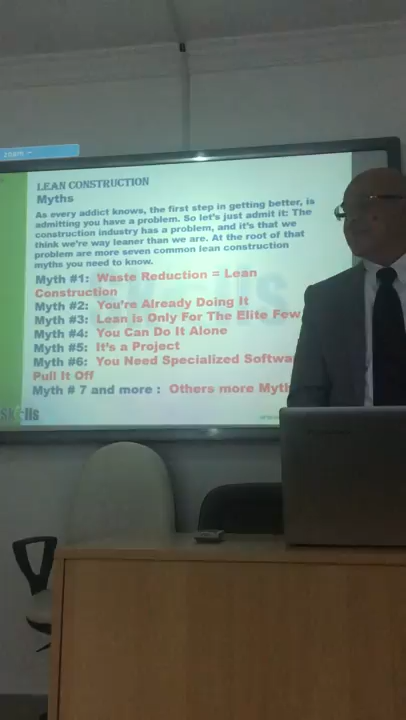 LEAN CONSTRUCTION
Myths
As every addict knows, the first step in getting better, is
admitting you have a problem. So let's just admit it: The
construction industry has a problem, and it's that we
think we're way leaner than we are. At the root of that
problem are more seven common lean construction
myths you need to know.
Myth #1: Waste Reduction = Lean
Construction
Myth #2: You're Already Doing It
Myth #3: Lean Is Only For The Elite Few
Myth #4: You Can Do It Alone
Myth #5: It's a Project
Myth #6: You Need Specialized Softwa
Pull It Off
Myth # 7 and more : Others more Myth